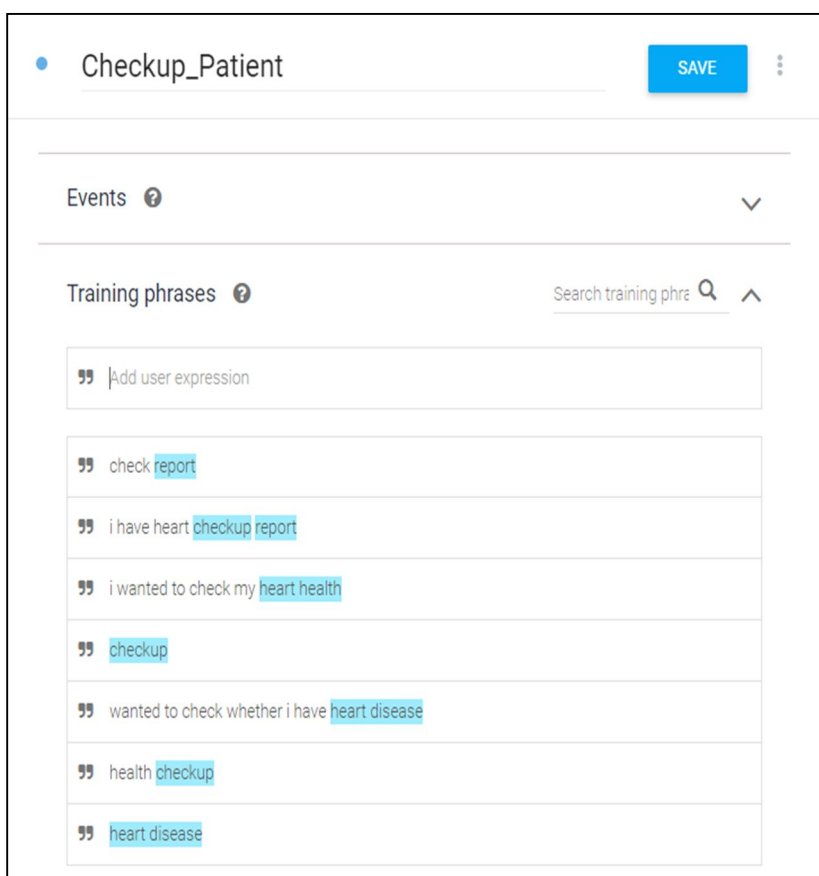 Checkup_Patient
SAVE
Events
Training phrases
Search training phra
Add user expression
check report
i have heart checkup report
i wanted to check my heart health
checkup
wanted to check whether i have heart disease
health checkup
heart disease